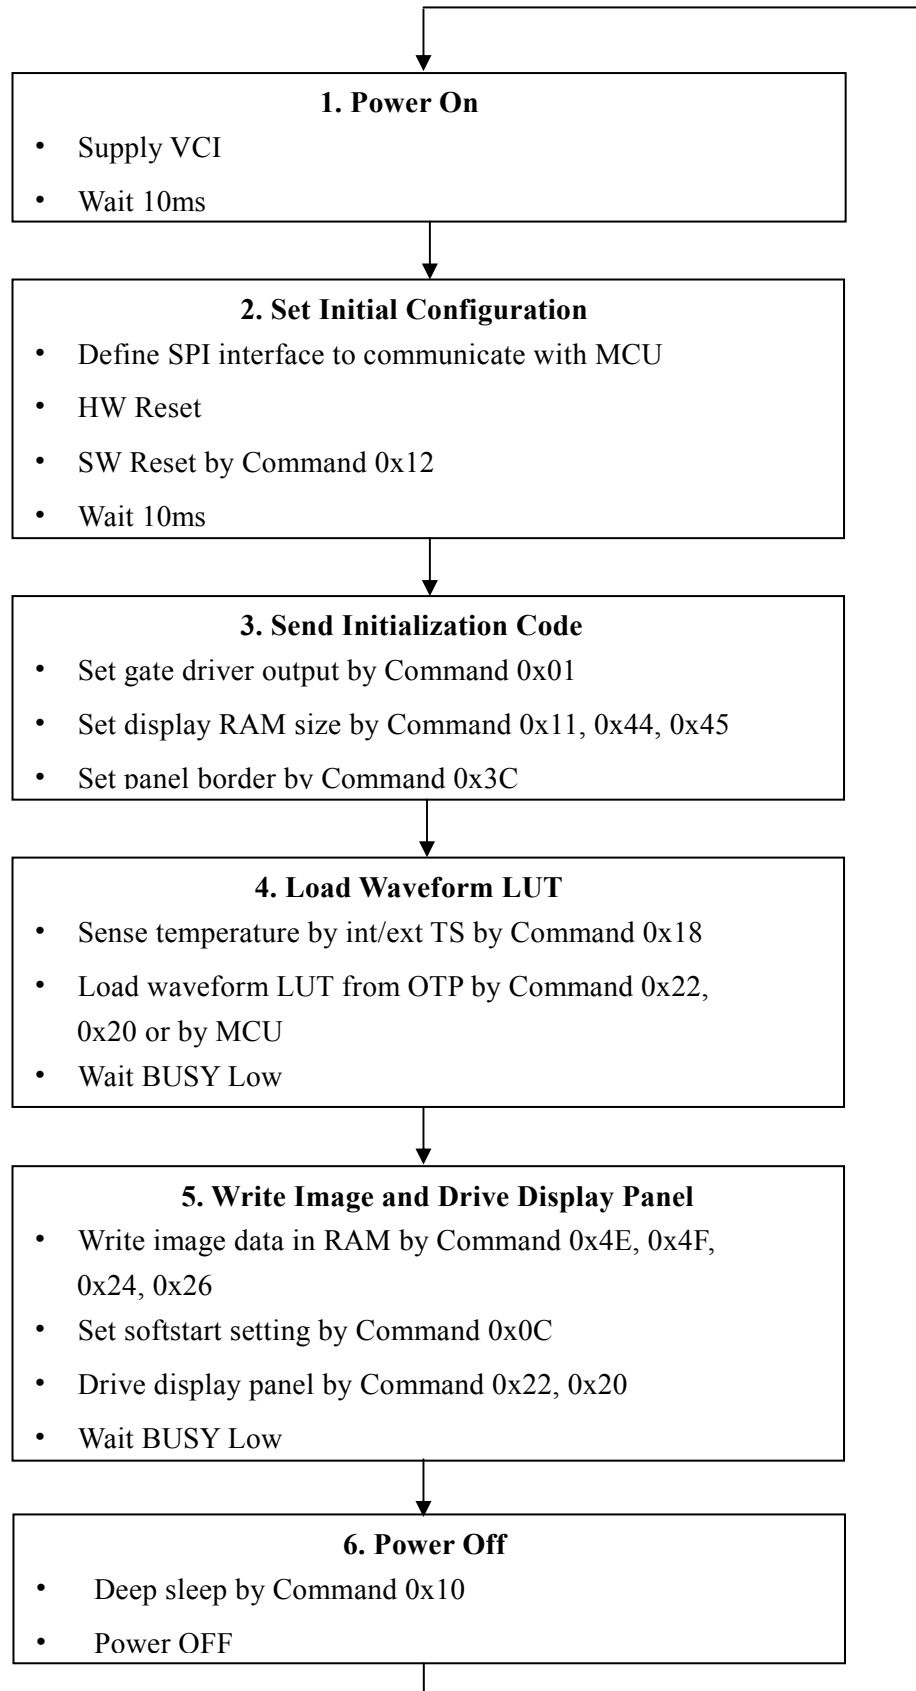 1. Power On
• Supply VCI
• Wait 10ms
2. Set Initial Configuration
• Define SPI interface to communicate with MCU
• HW Reset
• SW Reset by Command 0x12
• Wait 10ms
3. Send Initialization Code
• Set gate driver output by Command 0x01
• Set display RAM size by Command 0x11, 0x44, 0x45
• Set panel border by Command 0x3C
4. Load Waveform LUT
• Sense temperature by int/ext TS by Command 0x18
• Load waveform LUT from OTP by Command 0x22,
0x20 or by MCU
• Wait BUSY Low
5. Write Image and Drive Display Panel
• Write image data in RAM by Command 0x4E, 0x4F,
0x24, 0x26
• Set softstart setting by Command 0x0C
• Drive display panel by Command 0x22, 0x20
• Wait BUSY Low
6. Power Off
• Deep sleep by Command 0x10
• Power OFF